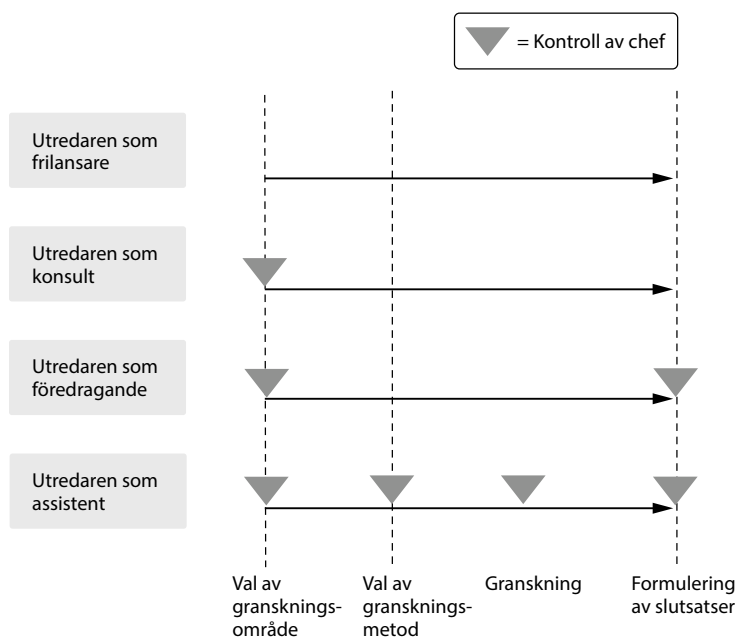 = Kontroll av chef
Utredaren som
frilansare
Utredaren som
konsult
Utredaren som
föredragande
Utredaren som
assistent
Val av
gransknings-
område
Val av
gransknings-
metod
Granskning
Formulering
av slutsatser